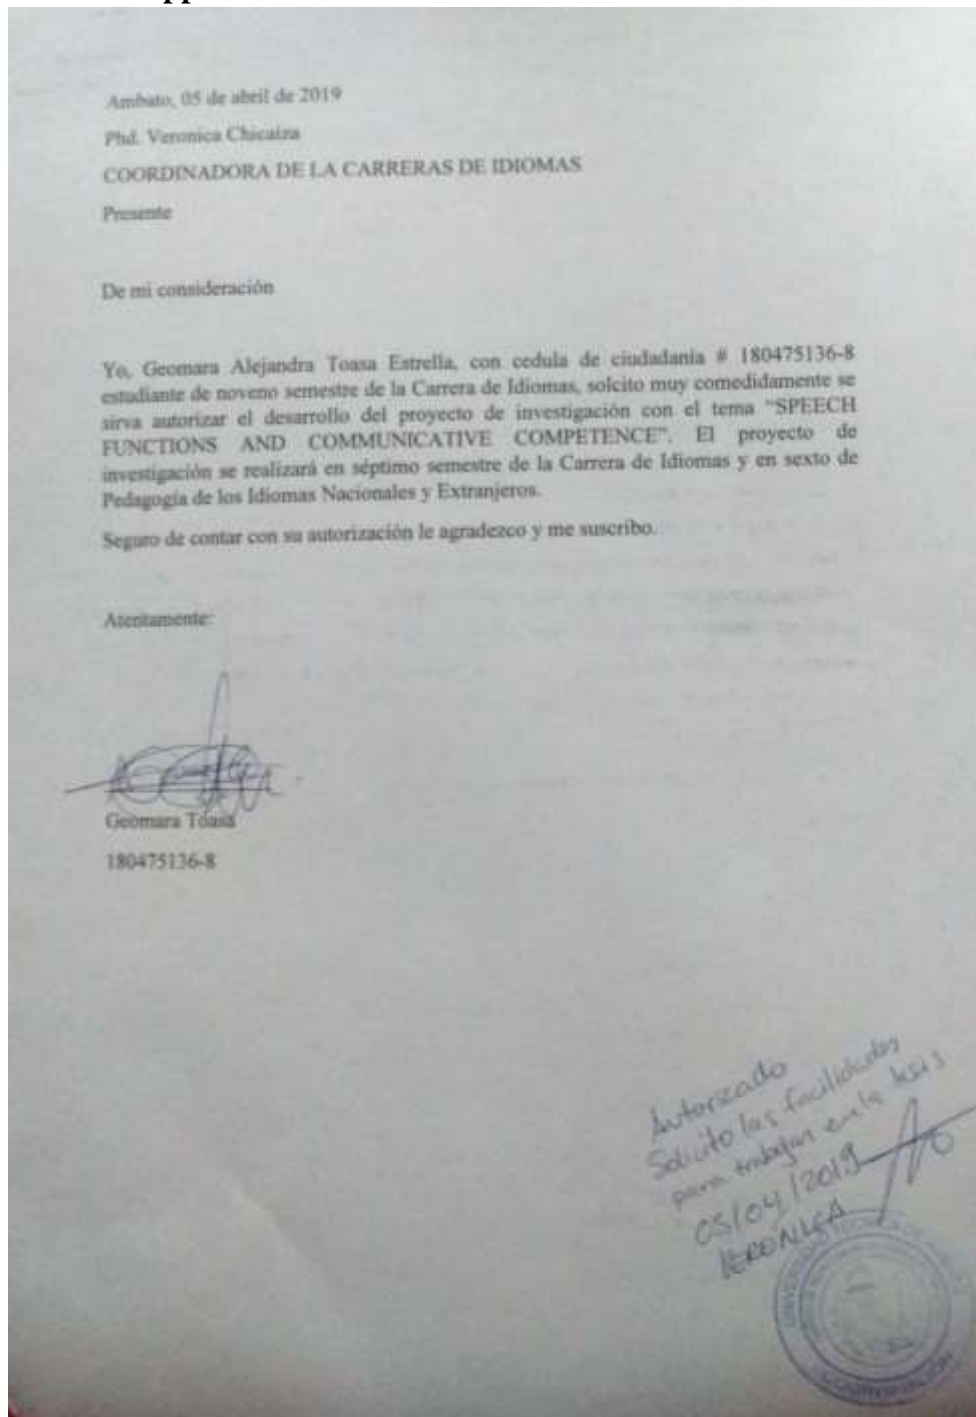 Ambato, 05 de abril de 2019
Phd. Veronica Chicaiza
COORDINADORA DE LA CARRERAS DE IDIOMAS
Presente
De mi consideración
Yo, Geomara Alejandra Toasa Estrella, con cedula de ciudadania # 180475136-8
estudiante de noveno semestre de la Carrera de Idiomas, solcito muy comedidamente se
sirva autorizar el desarrollo del proyecto de investigación con el tema “SPEECH
FUNCTIONS AND COMMUNICATIVE COMPETENCE”. El proyecto de
investigación se realizará en séptimo semestre de la Carrera de Idiomas y en sexto de
Pedagogía de los Idiomas Nacionales y Extranjeros.
Seguro de contar con su autorización le agradezco y me suscribo.
Atentamente:
Geomara Toasa
180475136-8
Autorizado
Solicito las facilidades
para trabajar en la tesis
05/04/2019
VERONICA
UNIVERSIDAD TECNICA DE
COORDINACION